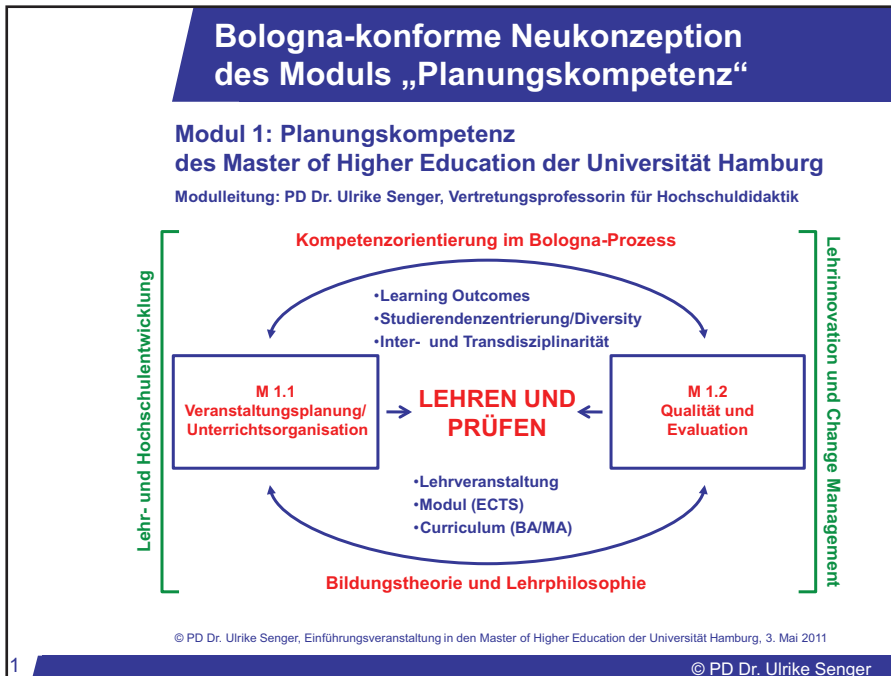 Bologna-konforme Neukonzeption
des Moduls „Planungskompetenz“
Modul 1: Planungskompetenz
des Master of Higher Education der Universität Hamburg
Modulleitung: PD Dr. Ulrike Senger, Vertretungsprofessorin für Hochschuldidaktik
Kompetenzorientierung im Bologna-Prozess
Lehr- und Hochschulentwicklung
Lehrinnovation und Change Management
•Learning Outcomes
•Studierendenzentrierung/Diversity
•Inter- und Transdisziplinarität
M 1.1
Veranstaltungsplanung/
Unterrichtsorganisation
LEHREN UND
PRÜFEN
M 1.2
Qualität und
Evaluation
•Lehrveranstaltung
•Modul (ECTS)
•Curriculum (BA/MA)
Bildungstheorie und Lehrphilosophie
© PD Dr. Ulrike Senger, Einführungsveranstaltung in den Master of Higher Education der Universität Hamburg, 3. Mai 2011
1
© PD Dr. Ulrike Senger